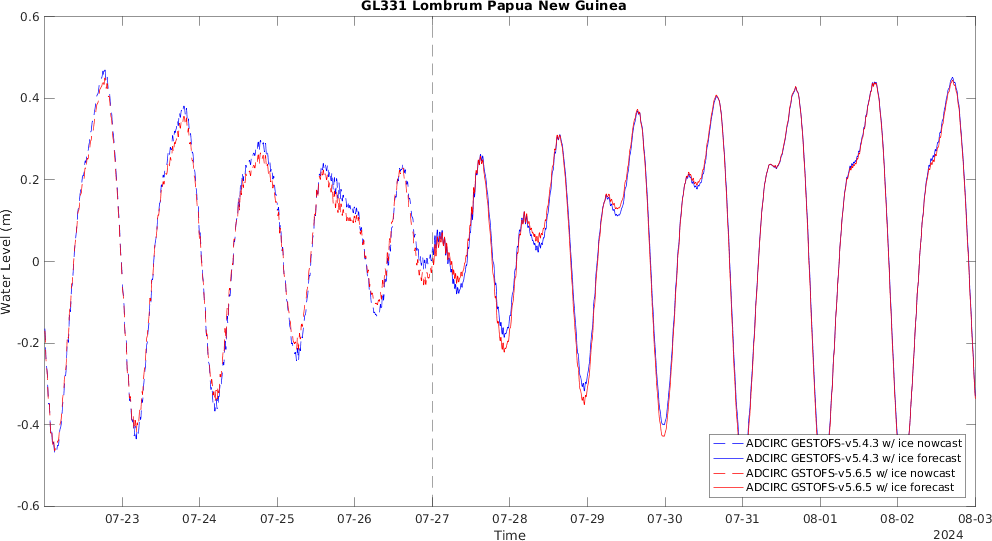 GL331 Lombrum Papua New Guinea
0.6
0.4
0.2
0
-0.2
-0.4
-0.6
Water Level (m)
07-23
07-24
07-25
07-26
07-27
07-28
07-29
07-30
07-31
08-01
08-02
08-03
Time
2024
ADCIRC GESTOFS-v5.4.3 w/ ice nowcast
ADCIRC GESTOFS-v5.4.3 w/ ice forecast
ADCIRC GSTOFS-v5.6.5 w/ ice nowcast
ADCIRC GSTOFS-v5.6.5 w/ ice forecast